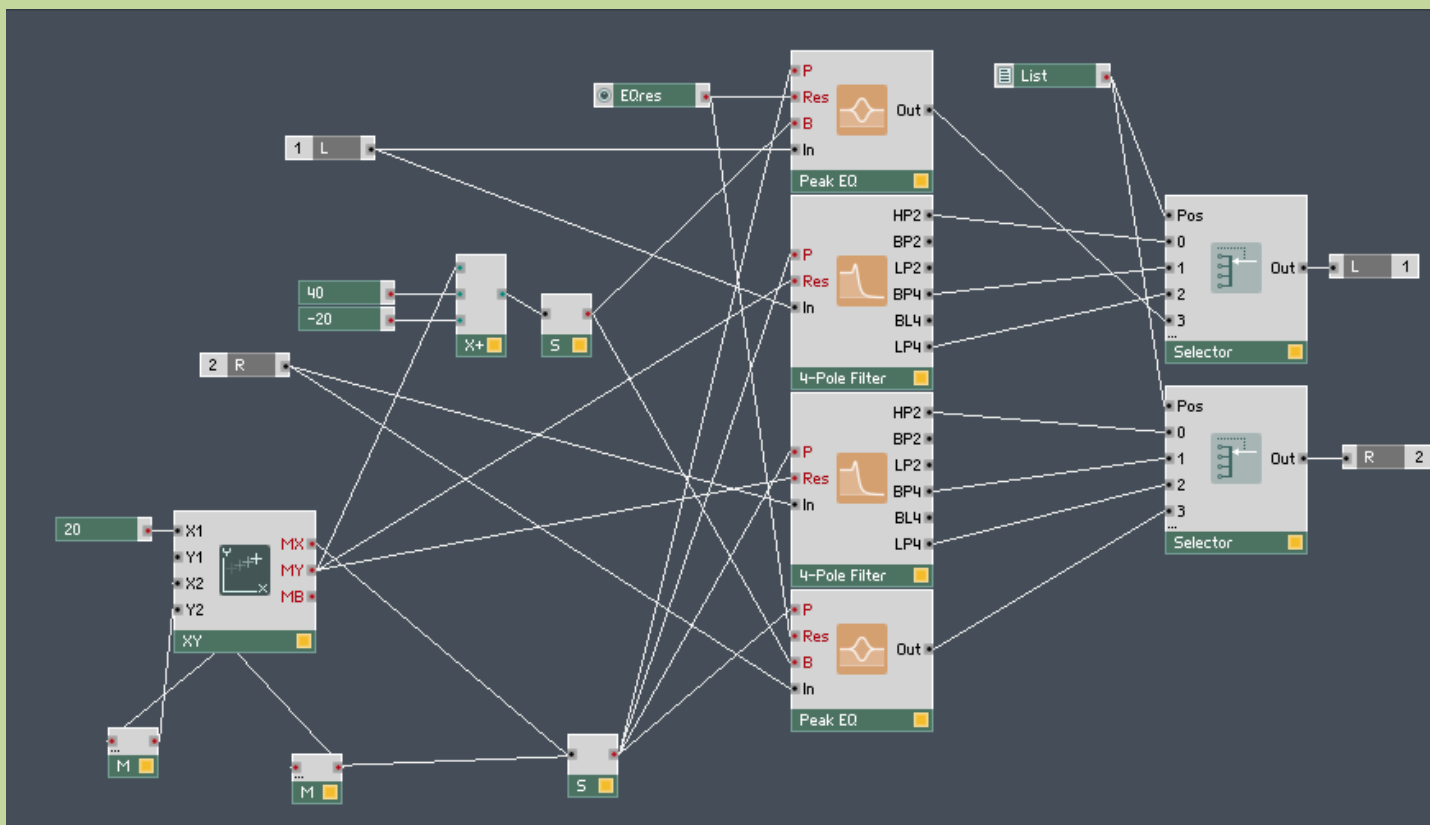 EQres
P
Res
B
In
Out
Peak EQ
List
1 L
P
Res
In
HP2
BP2
LP2
BP4
BL4
LP4
4-Pole Filter
Pos
0
1
2
3
...
Out
Selector
L 1
40
-20
X+
S
2 R
P
Res
In
HP2
BP2
LP2
BP4
BL4
LP4
4-Pole Filter
Pos
0
1
2
3
...
Out
Selector
R 2
20
X1
Y1
X2
Y2
Y
X
MX
MY
MB
XY
P
Res
B
In
Out
Peak EQ
...
M
...
M
S